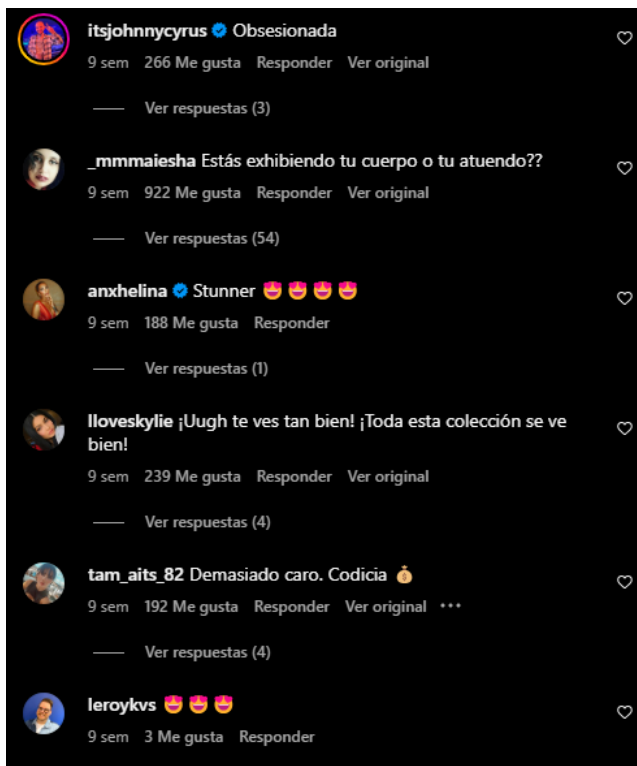 itsjohnnycyrus Obsesionada
9 sem 266 Me gusta Responder Ver original
Ver respuestas (3)
_mmmaiesha Estás exhibiendo tu cuerpo o tu atuendo??
9 sem 922 Me gusta Responder Ver original
Ver respuestas (54)
anxhelina Stunner 😍😍😍😍
9 sem 188 Me gusta Responder
Ver respuestas (1)
lloveskylie ¡Uugh te ves tan bien! ¡Toda esta colección se ve
bien!
9 sem 239 Me gusta Responder Ver original
Ver respuestas (4)
tam_aits_82 Demasiado caro. Codicia 💰
9 sem 192 Me gusta Responder Ver original •••
Ver respuestas (4)
leroykvs 😍😍😍
9 sem 3 Me gusta Responder